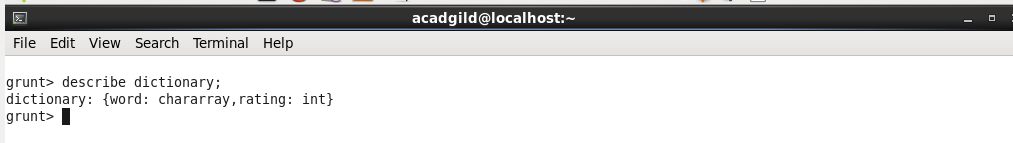 acadgild@localhost:~
File Edit View Search Terminal Help
grunt> describe dictionary;
dictionary: {word: chararray,rating: int}
grunt>